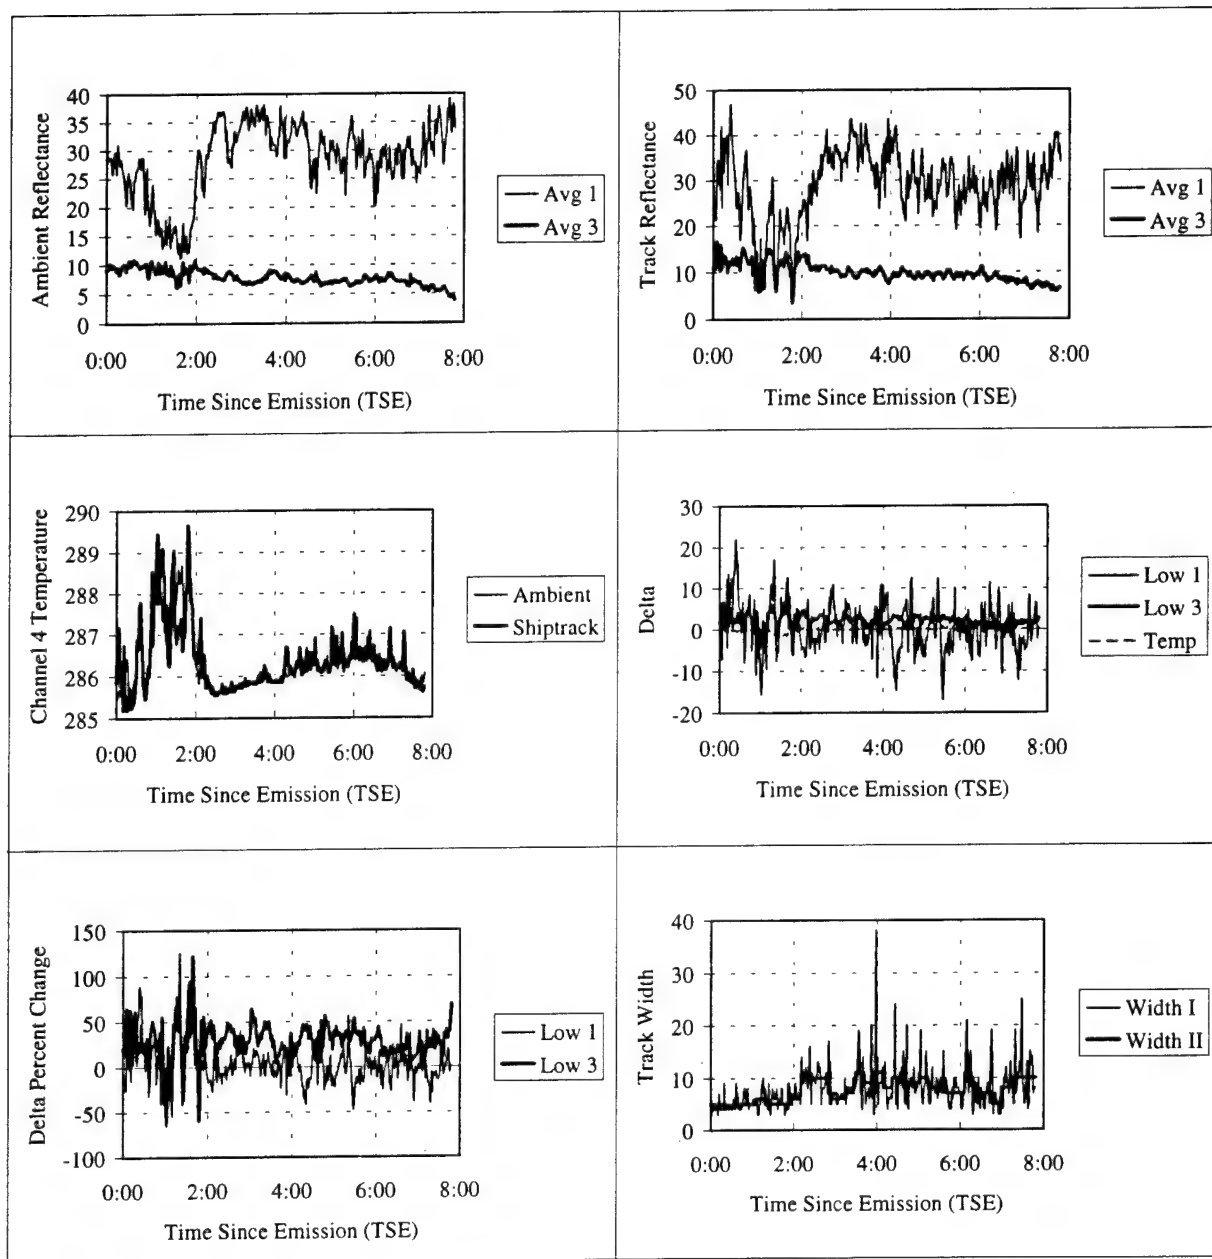 40
35
30
25
20
15
10
5
0
Ambient Reflectance
0:00 2:00 4:00 6:00 8:00
Time Since Emission (TSE)
Avg 1
Avg 3
50
40
30
20
10
0
Track Reflectance
0:00 2:00 4:00 6:00 8:00
Time Since Emission (TSE)
Avg 1
Avg 3
290
289
288
287
286
285
Channel 4 Temperature
0:00 2:00 4:00 6:00 8:00
Time Since Emission (TSE)
Ambient
Shiptrack
30
20
10
0
-10
-20
Delta
0:00 2:00 4:00 6:00 8:00
Time Since Emission (TSE)
Low 1
Low 3
Temp
150
100
50
0
-50
-100
Delta Percent Change
0:00 2:00 4:00 6:00 8:00
Time Since Emission (TSE)
Low 1
Low 3
40
30
20
10
0
Track Width
0:00 2:00 4:00 6:00 8:00
Time Since Emission (TSE)
Width I
Width II